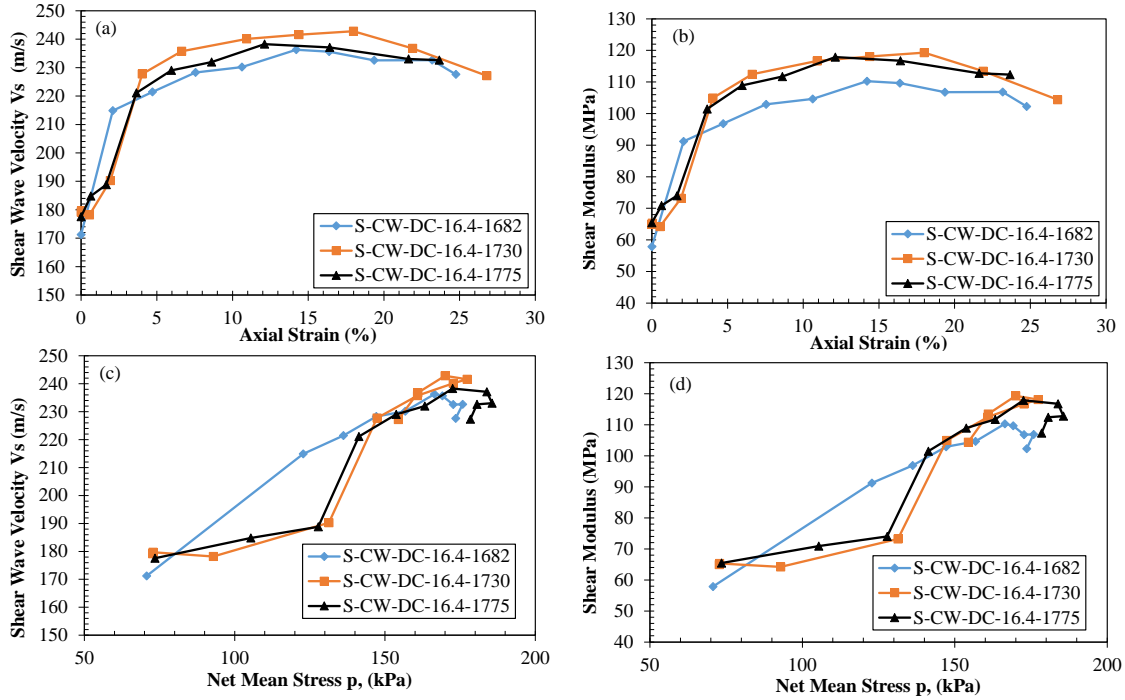 (a)
Shear Wave Velocity Vs (m/s)
250
240
230
220
210
200
190
180
170
160
150
0 5 10 15 20 25 30
Axial Strain (%)
S-CW-DC-16.4-1682
S-CW-DC-16.4-1730
S-CW-DC-16.4-1775
(b)
Shear Modulus (MPa)
130
120
110
100
90
80
70
60
50
40
0 5 10 15 20 25 30
Axial Strain (%)
S-CW-DC-16.4-1682
S-CW-DC-16.4-1730
S-CW-DC-16.4-1775
(c)
Shear Wave Velocity Vs (m/s)
250
240
230
220
210
200
190
180
170
160
150
50 100 150 200
Net Mean Stress p, (kPa)
S-CW-DC-16.4-1682
S-CW-DC-16.4-1730
S-CW-DC-16.4-1775
(d)
Shear Modulus (MPa)
130
120
110
100
90
80
70
60
50
40
50 100 150 200
Net Mean Stress p, (kPa)
S-CW-DC-16.4-1682
S-CW-DC-16.4-1730
S-CW-DC-16.4-1775